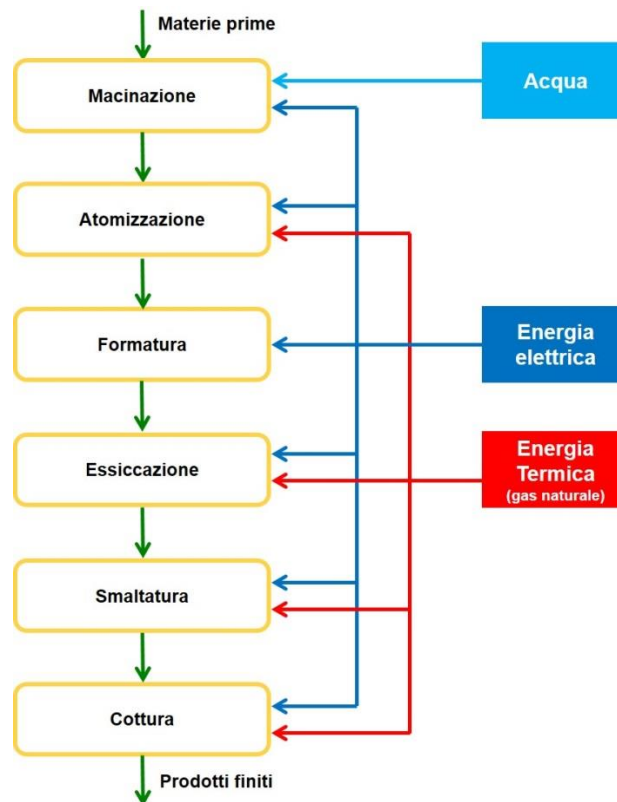 Materie prime
Macinazione
Acqua
Atomizzazione
Formatura
Energia
elettrica
Essiccazione
Energia
Termica
(gas naturale)
Smaltatura
Cottura
Prodotti finiti